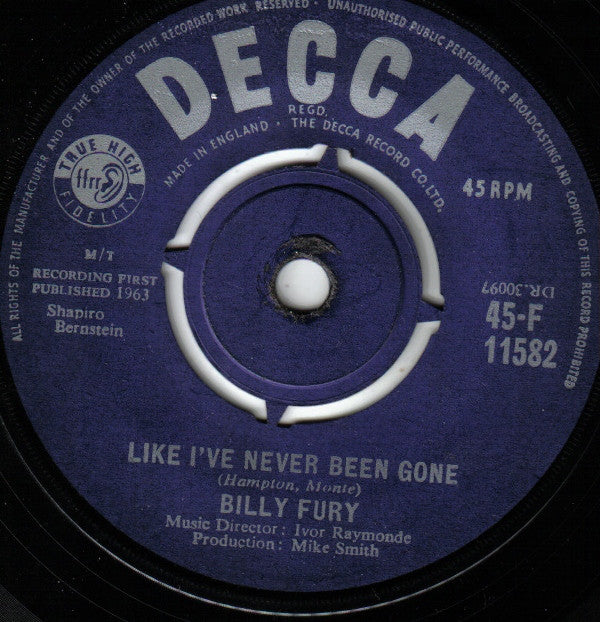 ALL RIGHTS OF THE MANUFACTURER AND OF THE OWNER OF THE RECORDED WORK RESERVED · UNAUTHORISED PUBLIC PERFORMANCE BROADCASTING AND COPYING OF THIS RECORD PROHIBITED
DECCA
REGD.
MADE IN ENGLAND · THE DECCA RECORD CO. LTD.
TRUE HIGH
ffrr
FIDELITY
45 RPM
M/T
RECORDING FIRST
PUBLISHED 1963
Shapiro
Bernstein
DR.30097
45-F
11582
LIKE I'VE NEVER BEEN GONE
(Hampton, Monte)
BILLY FURY
Music Director: Ivor Raymonde
Production: Mike Smith